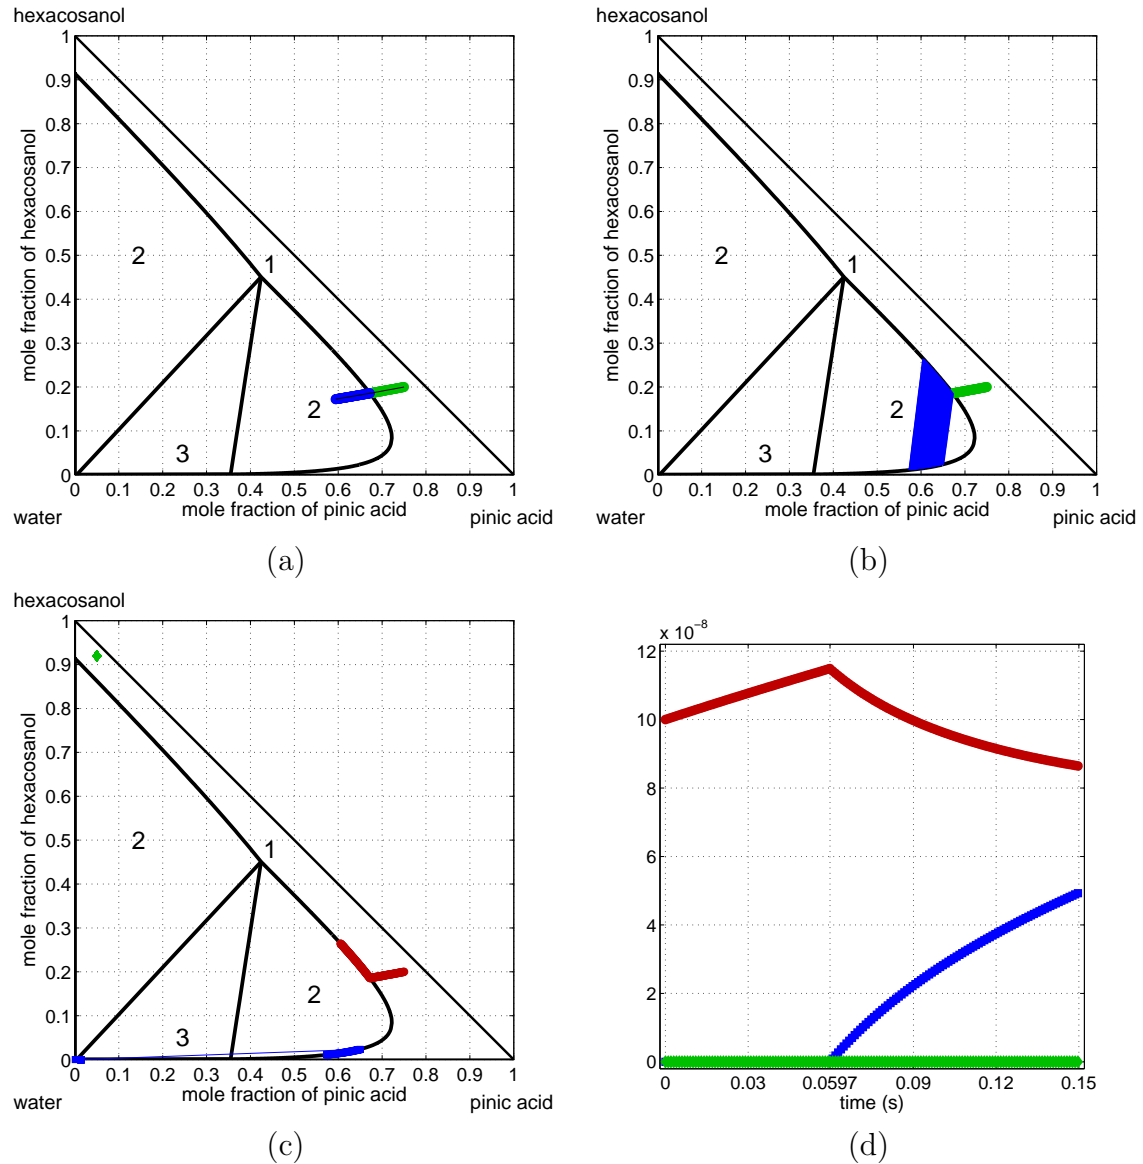 hexacosanol
1
0.9
0.8
0.7
0.6
0.5
0.4
0.3
0.2
0.1
0
mole fraction of hexacosanol
2
1
2
3
0 0.1 0.2 0.3 0.4 0.5 0.6 0.7 0.8 0.9 1
mole fraction of pinic acid
water
pinic acid
(a)
hexacosanol
1
0.9
0.8
0.7
0.6
0.5
0.4
0.3
0.2
0.1
0
mole fraction of hexacosanol
2
1
2
3
0 0.1 0.2 0.3 0.4 0.5 0.6 0.7 0.8 0.9 1
mole fraction of pinic acid
water
pinic acid
(b)
hexacosanol
1
0.9
0.8
0.7
0.6
0.5
0.4
0.3
0.2
0.1
0
mole fraction of hexacosanol
2
1
2
3
0 0.1 0.2 0.3 0.4 0.5 0.6 0.7 0.8 0.9 1
mole fraction of pinic acid
water
pinic acid
(c)
x 10⁻⁸
12
10
8
6
4
2
0
0 0.03 0.0597 0.09 0.12 0.15
time (s)
(d)